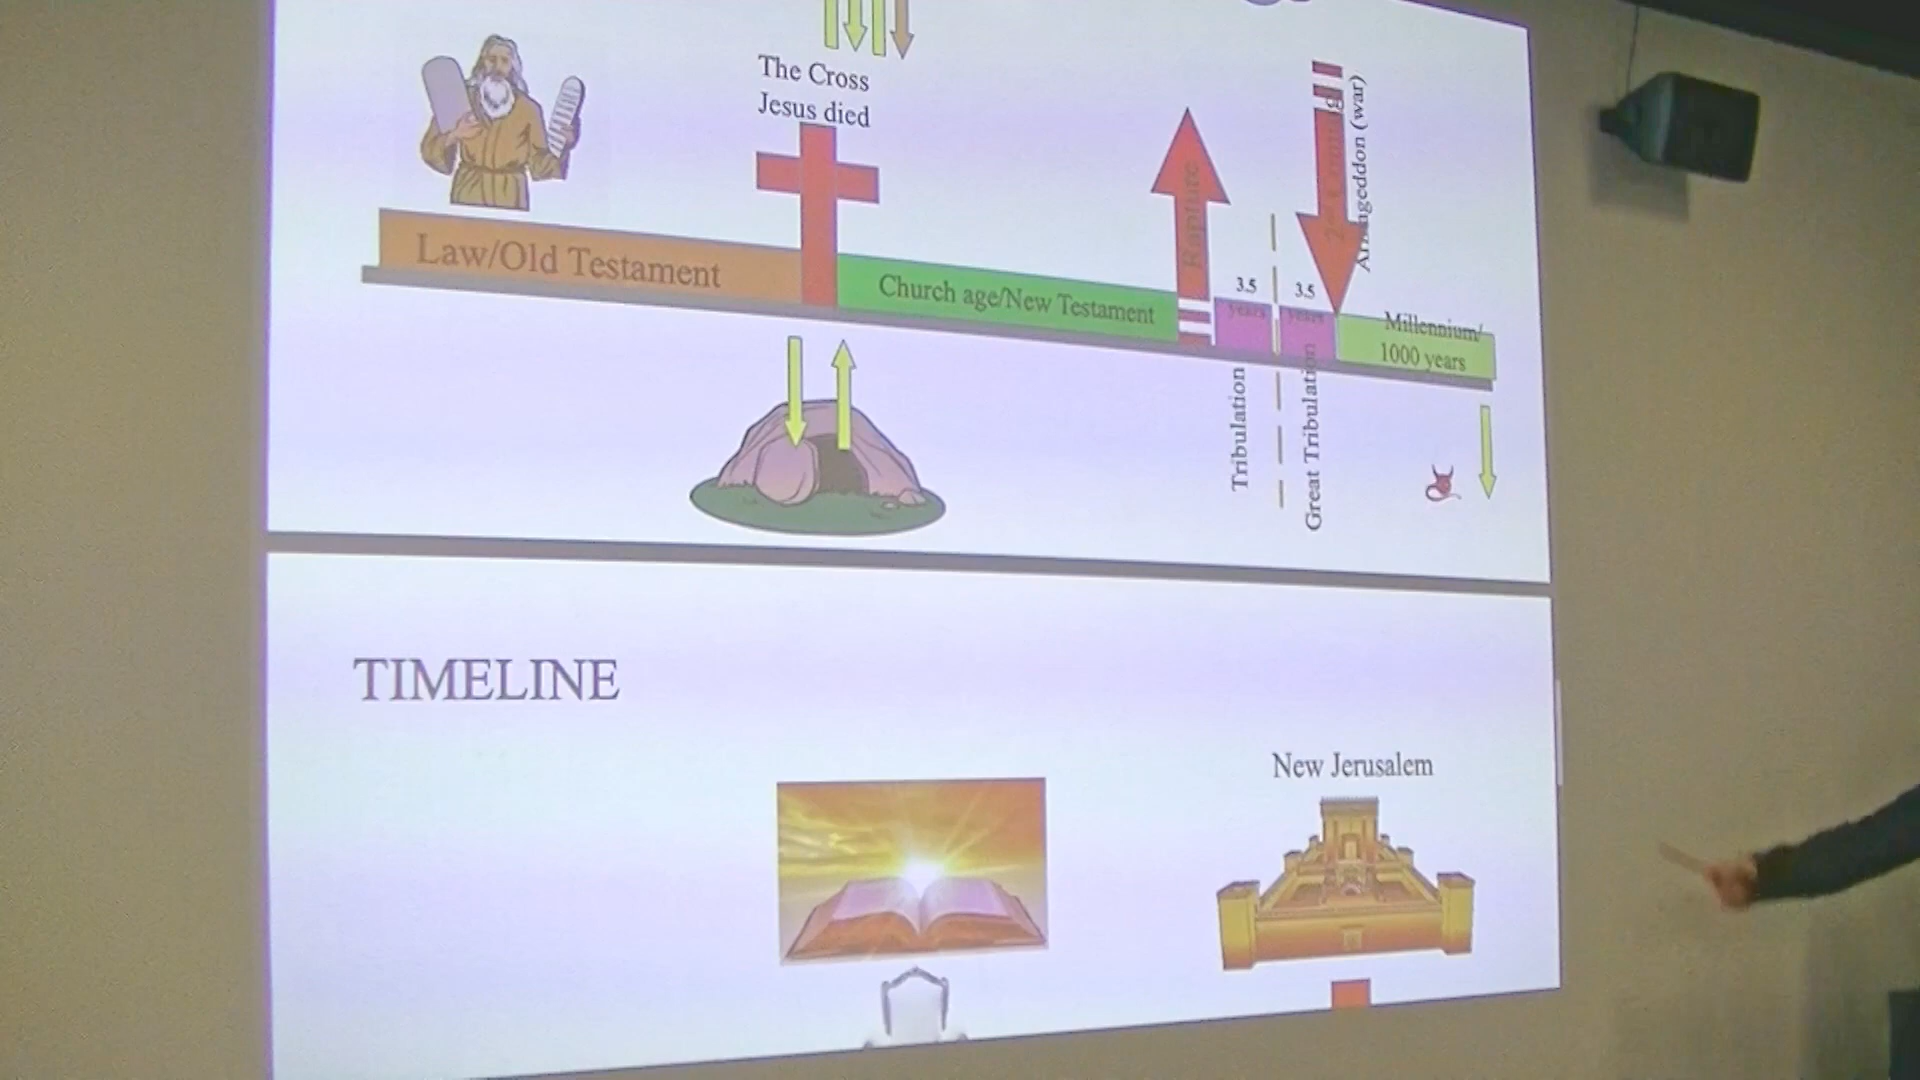 The Cross
Jesus died
Law/Old Testament
Church age/New Testament
Rapture
3.5
years
3.5
years
Armageddon (war)
Millennium/
1000 years
Tribulation
Great Tribulation
TIMELINE
New Jerusalem